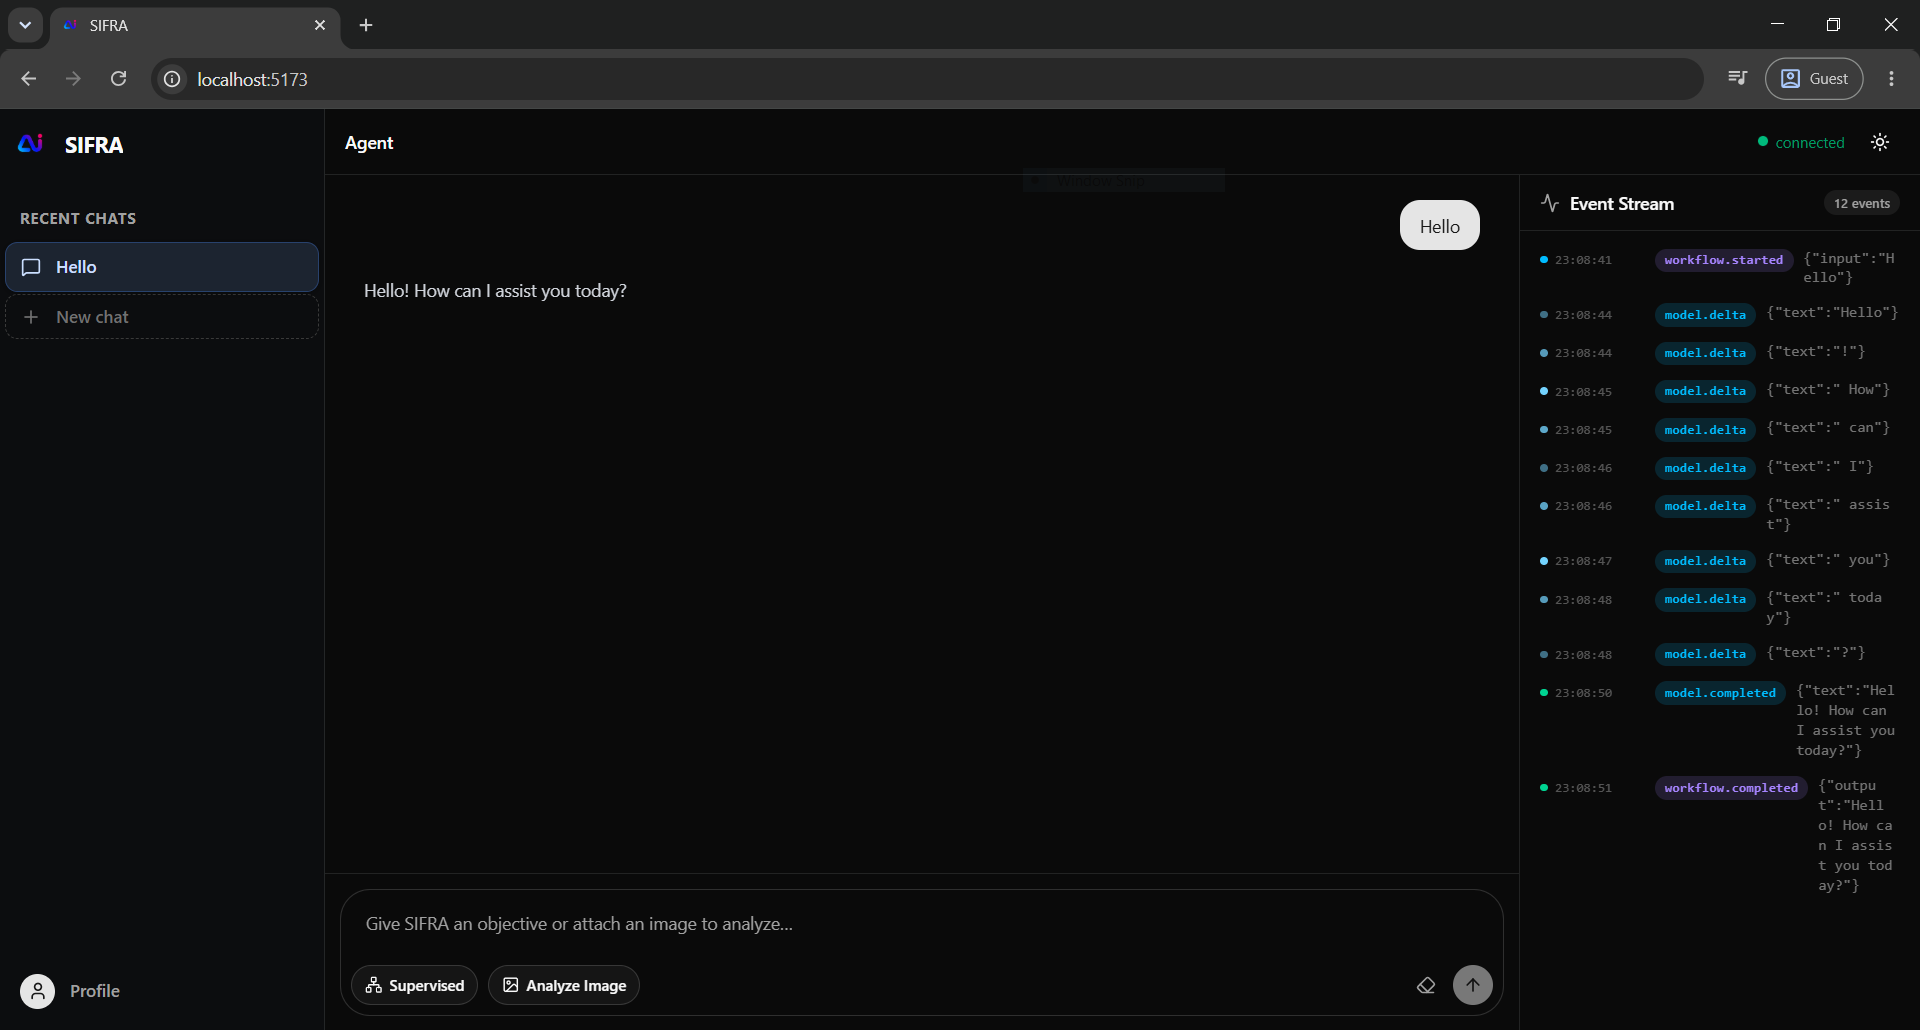 SIFRA
localhost:5173
Guest
SIFRA
Agent
connected
RECENT CHATS
Hello
New chat
Profile
Hello
Hello! How can I assist you today?
Give SIFRA an objective or attach an image to analyze...
Supervised
Analyze Image
Event Stream
12 events
23:08:41 workflow.started {"input":"H
ello"}
23:08:44 model.delta {"text":"Hello"}
23:08:44 model.delta {"text":"!"}
23:08:45 model.delta {"text":" How"}
23:08:45 model.delta {"text":" can"}
23:08:46 model.delta {"text":" I"}
23:08:46 model.delta {"text":" assis
t"}
23:08:47 model.delta {"text":" you"}
23:08:48 model.delta {"text":" toda
y"}
23:08:48 model.delta {"text":"?"}
23:08:50 model.completed {"text":"Hel
lo! How can
I assist you
today?"}
23:08:51 workflow.completed {"outpu
t":"Hell
o! How ca
n I assis
t you tod
ay?"}